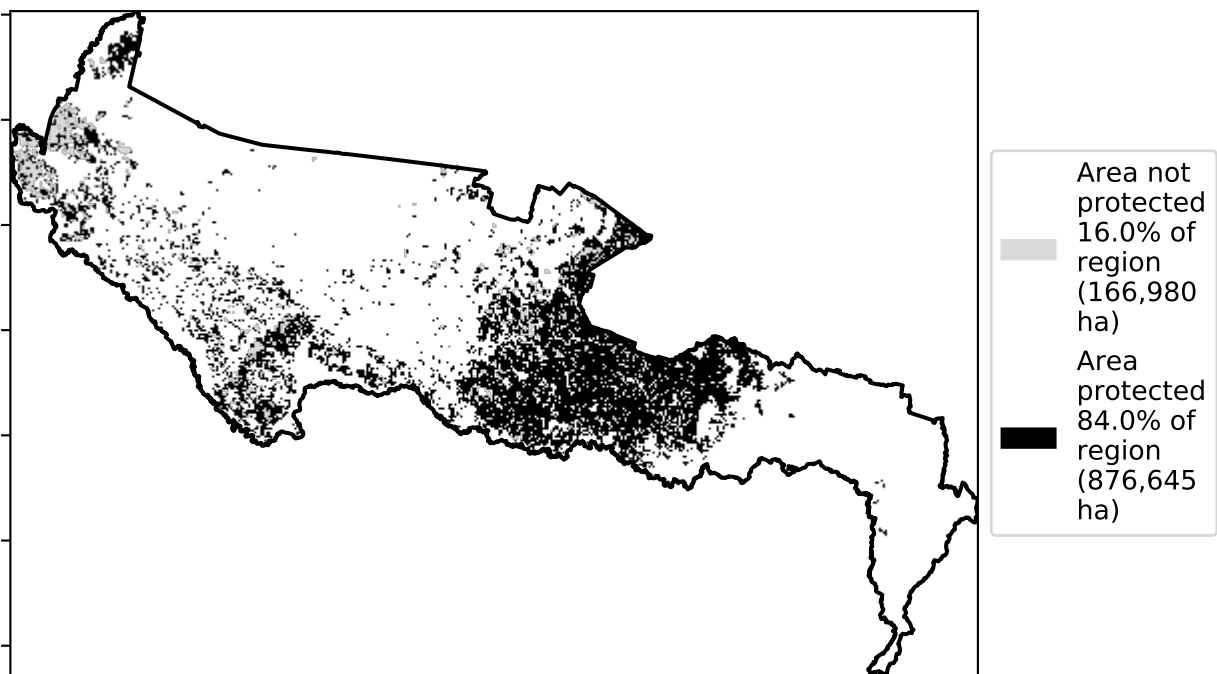 Area not
protected
16.0% of
region
(166,980
ha)
Area
protected
84.0% of
region
(876,645
ha)